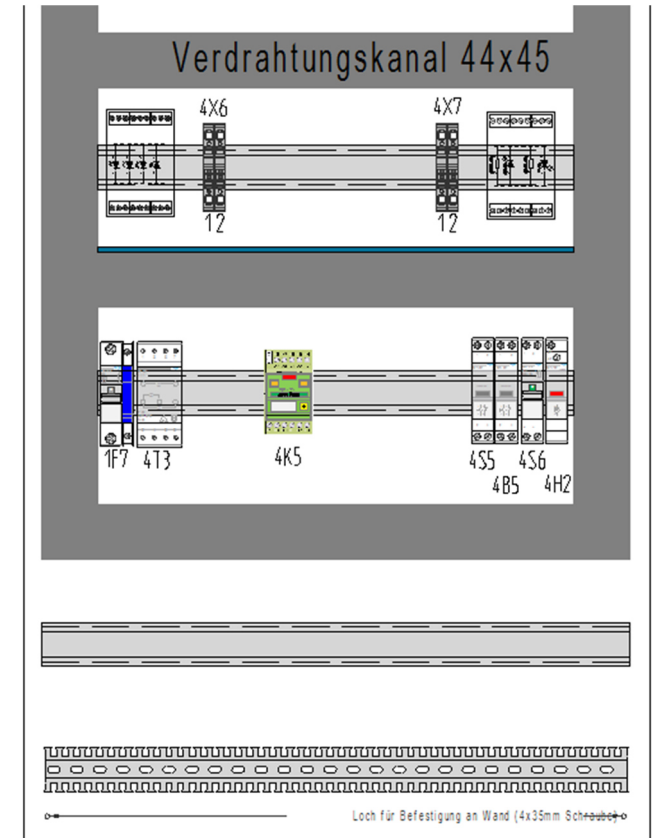 Verdrahtungskanal 44x45
4X6 4X7
12 12
1F7 4T3 4K5 4S5 4S6
4B5 4H2
Loch für Befestigung an Wand (4x35mm Schraube)